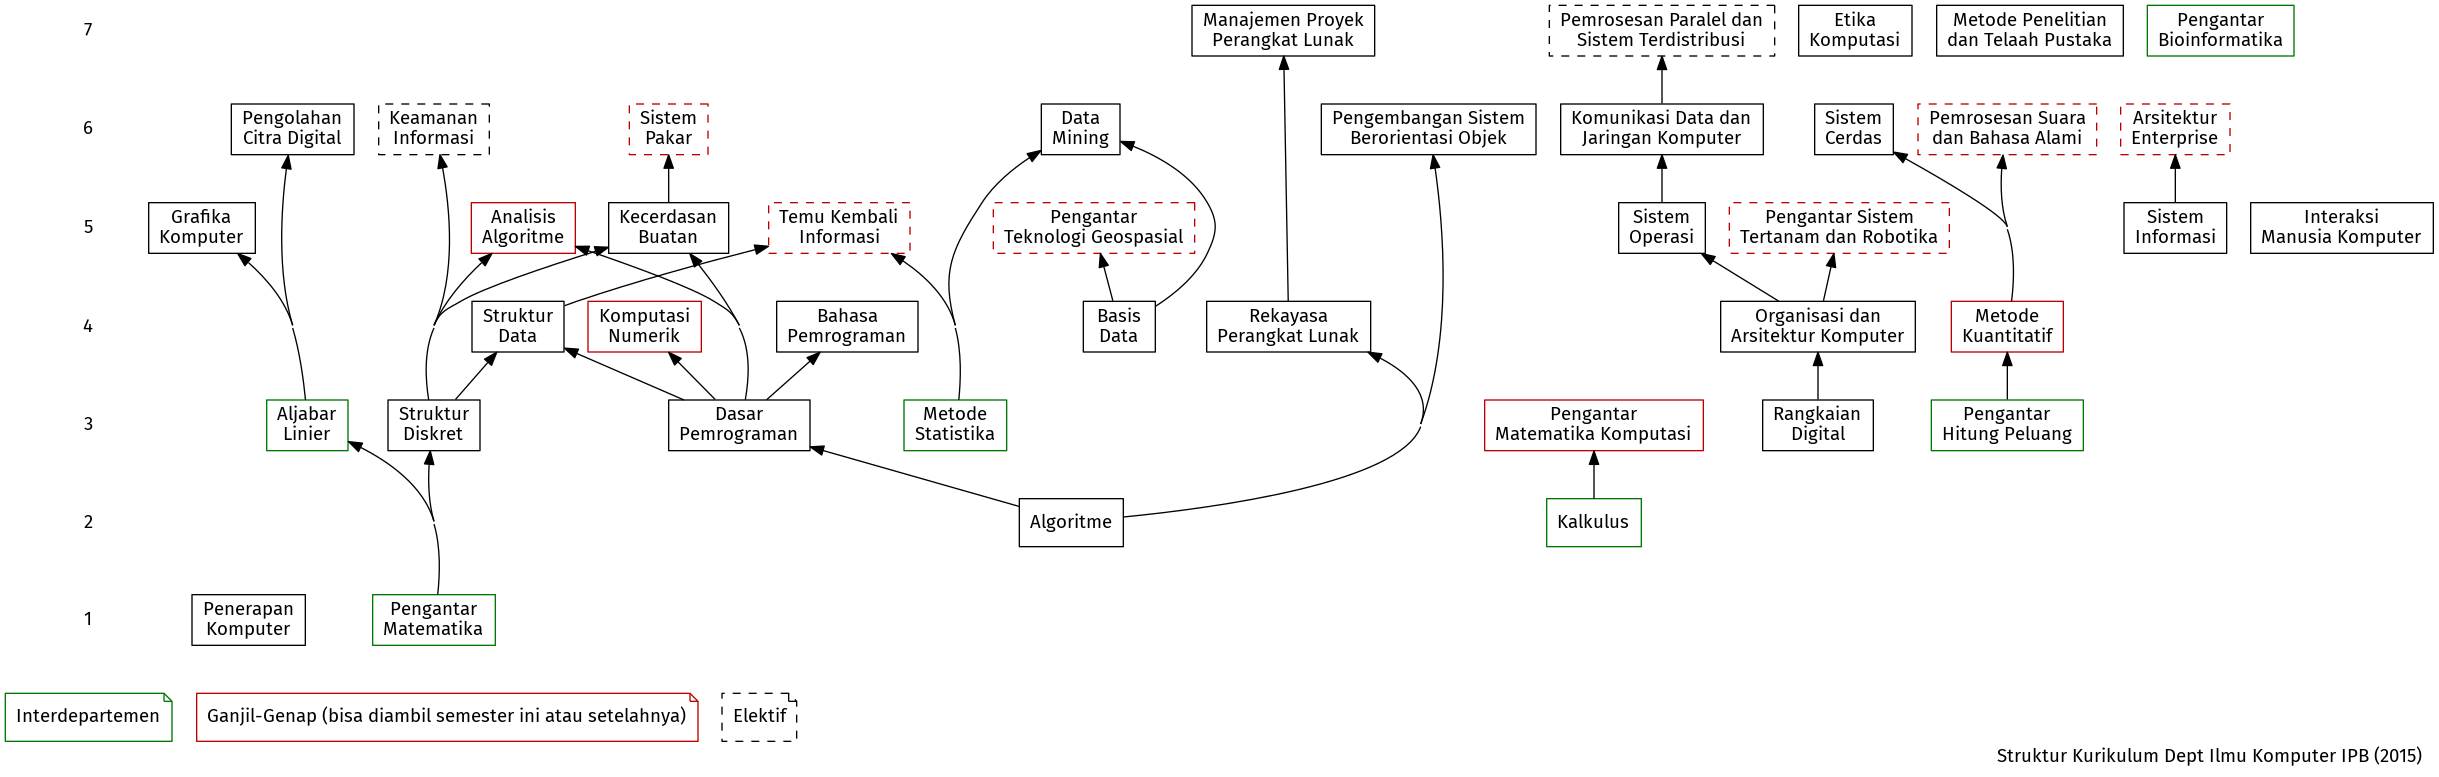 7
Manajemen Proyek
Perangkat Lunak
Pemrosesan Paralel dan
Sistem Terdistribusi
Etika
Komputasi
Metode Penelitian
dan Telaah Pustaka
Pengantar
Bioinformatika
6
Pengolahan
Citra Digital
Keamanan
Informasi
Sistem
Pakar
Data
Mining
Pengembangan Sistem
Berorientasi Objek
Komunikasi Data dan
Jaringan Komputer
Sistem
Cerdas
Pemrosesan Suara
dan Bahasa Alami
Arsitektur
Enterprise
5
Grafika
Komputer
Analisis
Algoritme
Kecerdasan
Buatan
Temu Kembali
Informasi
Pengantar
Teknologi Geospasial
Sistem
Operasi
Pengantar Sistem
Tertanam dan Robotika
Sistem
Informasi
Interaksi
Manusia Komputer
4
Struktur
Data
Komputasi
Numerik
Bahasa
Pemrograman
Basis
Data
Rekayasa
Perangkat Lunak
Organisasi dan
Arsitektur Komputer
Metode
Kuantitatif
3
Aljabar
Linier
Struktur
Diskret
Dasar
Pemrograman
Metode
Statistika
Pengantar
Matematika Komputasi
Rangkaian
Digital
Pengantar
Hitung Peluang
2
Algoritme
Kalkulus
1
Penerapan
Komputer
Pengantar
Matematika
Interdepartemen
Ganjil-Genap (bisa diambil semester ini atau setelahnya)
Elektif
Struktur Kurikulum Dept Ilmu Komputer IPB (2015)